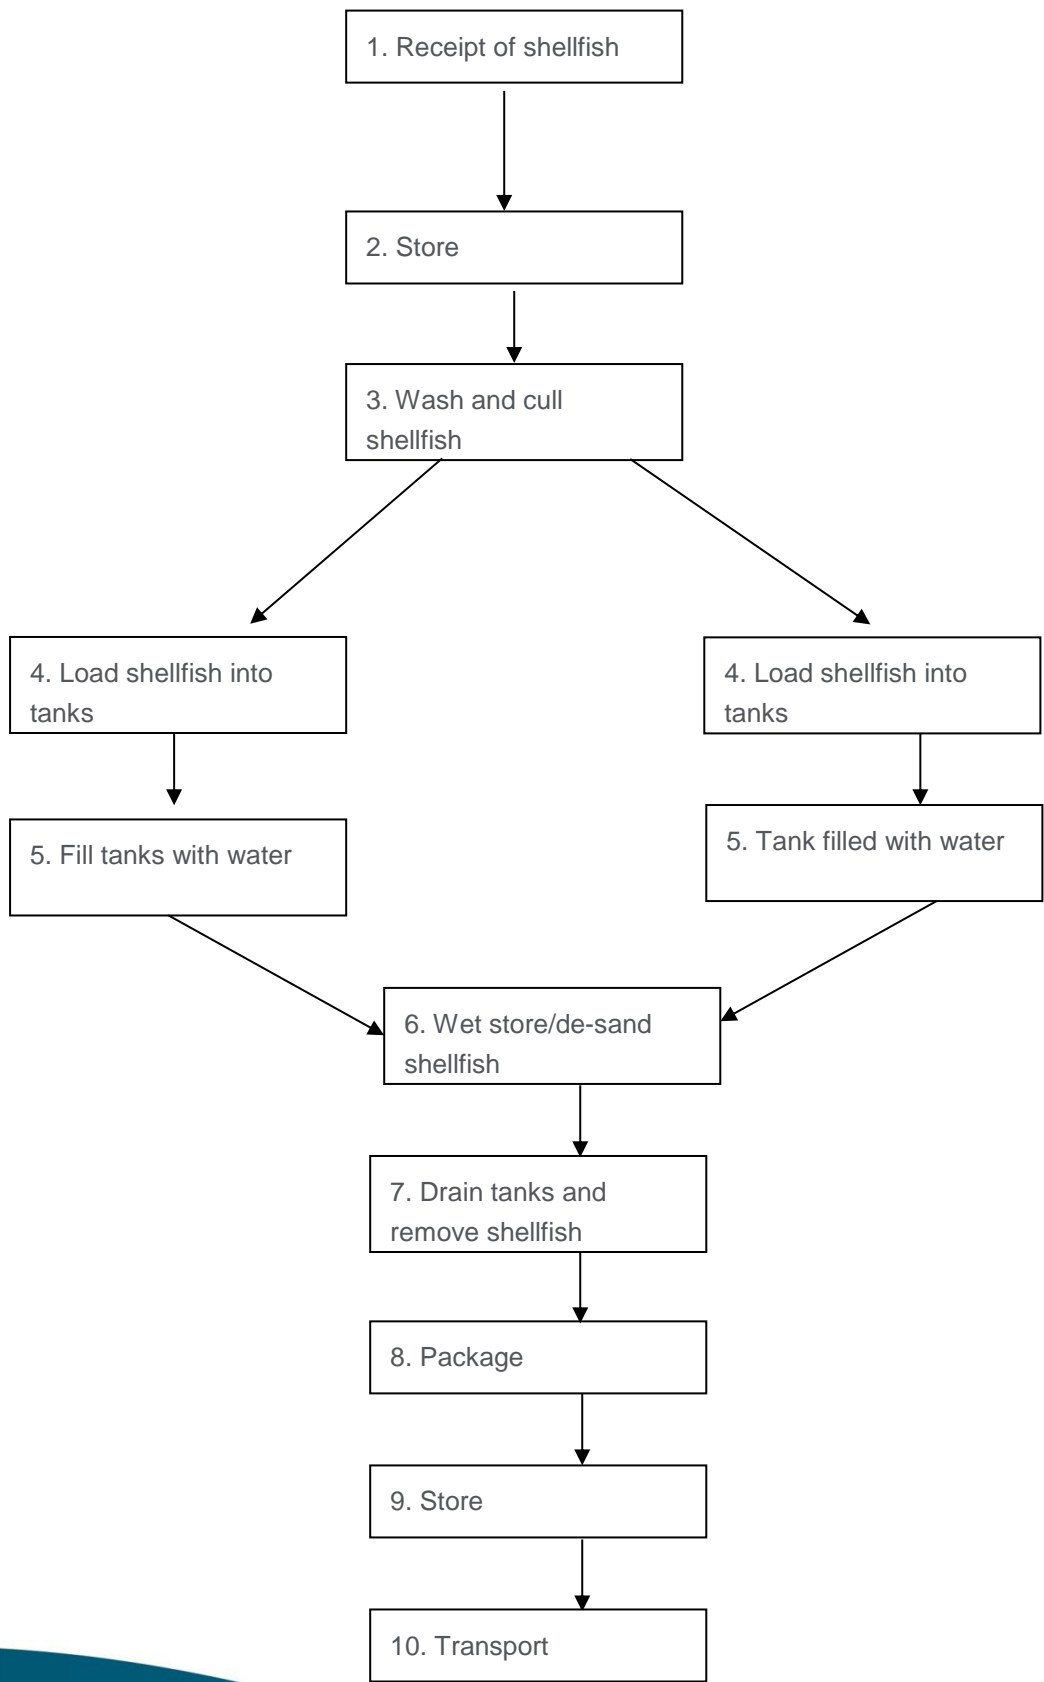 1. Receipt of shellfish
2. Store
3. Wash and cull
shellfish
4. Load shellfish into
tanks
4. Load shellfish into
tanks
5. Fill tanks with water
5. Tank filled with water
6. Wet store/de-sand
shellfish
7. Drain tanks and
remove shellfish
8. Package
9. Store
10. Transport